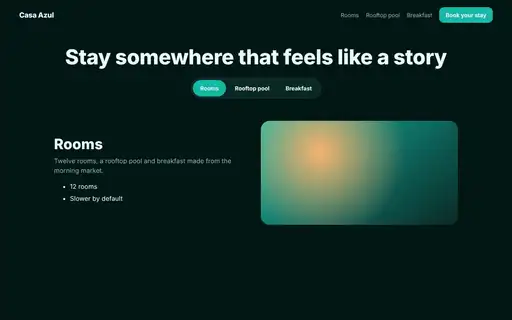 Casa Azul
Rooms Rooftop pool Breakfast Book your stay
Stay somewhere that feels like a story
Rooms Rooftop pool Breakfast
Rooms
Twelve rooms, a rooftop pool and breakfast made from the
morning market.
• 12 rooms
• Slower by default